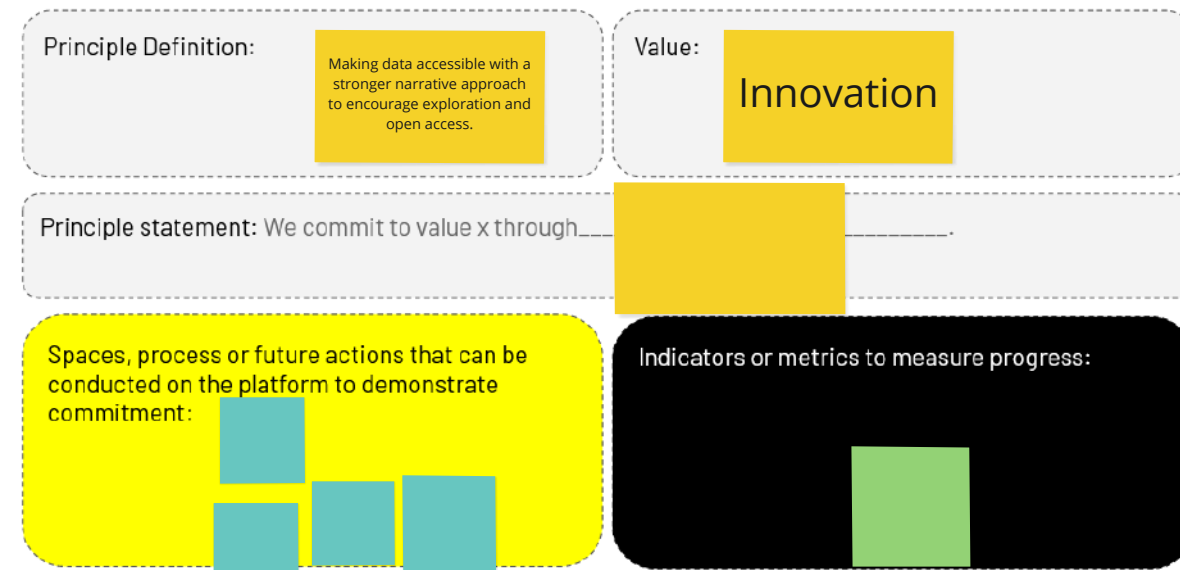 Principle Definition:
Making data accessible with a
stronger narrative approach
to encourage exploration and
open access.
Value:
Innovation
Principle statement: We commit to value x through___ _________.
Spaces, process or future actions that can be
conducted on the platform to demonstrate
commitment:
Indicators or metrics to measure progress: